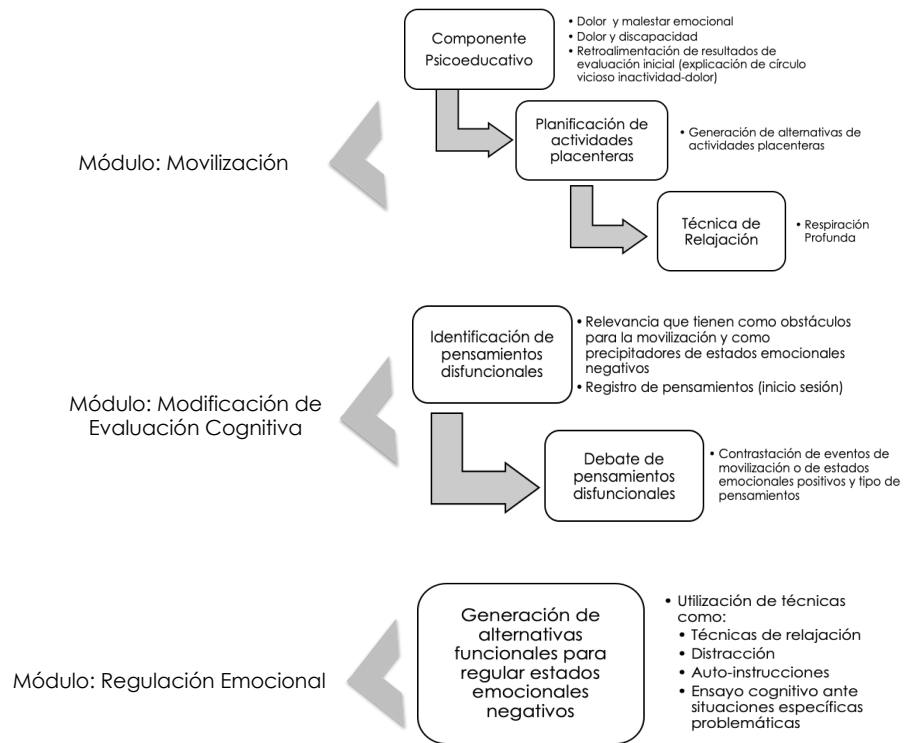 Componente
Psicoeducativo
• Dolor y malestar emocional
• Dolor y discapacidad
• Retroalimentación de resultados de
evaluación inicial (explicación de círculo
vicioso inactividad-dolor)
Módulo: Movilización
Planificación de
actividades
placenteras
• Generación de alternativas de
actividades placenteras
Técnica de
Relajación
• Respiración
Profunda
Módulo: Modificación de
Evaluación Cognitiva
Identificación de
pensamientos
disfuncionales
• Relevancia que tienen como obstáculos
para la movilización y como
precipitadores de estados emocionales
negativos
• Registro de pensamientos (inicio sesión)
Debate de
pensamientos
disfuncionales
• Contrastación de eventos de
movilización o de estados
emocionales positivos y tipo de
pensamientos
Módulo: Regulación Emocional
Generación de
alternativas
funcionales para
regular estados
emocionales
negativos
• Utilización de técnicas
como:
• Técnicas de relajación
• Distracción
• Auto-instrucciones
• Ensayo cognitivo ante
situaciones específicas
problemáticas